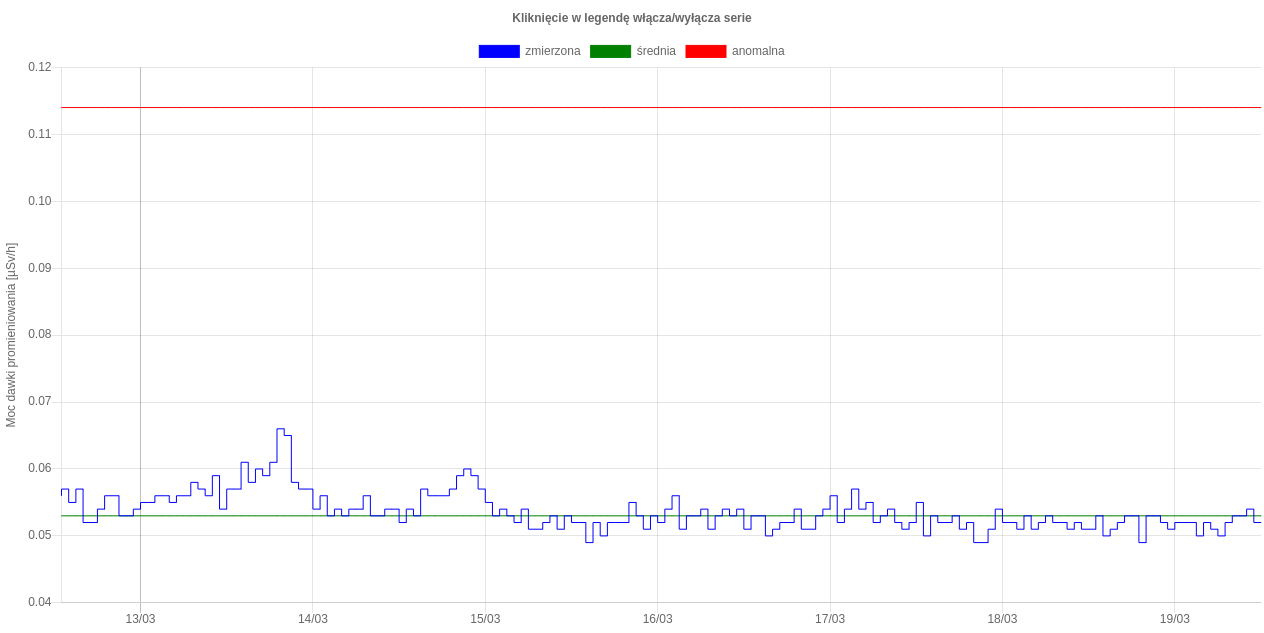 Kliknięcie w legendę włącza/wyłącza serie
zmierzona średnia anomalna
0.12
0.11
0.10
0.09
0.08
0.07
0.06
0.05
0.04
Moc dawki promieniowania [µSv/h]
13/03 14/03 15/03 16/03 17/03 18/03 19/03